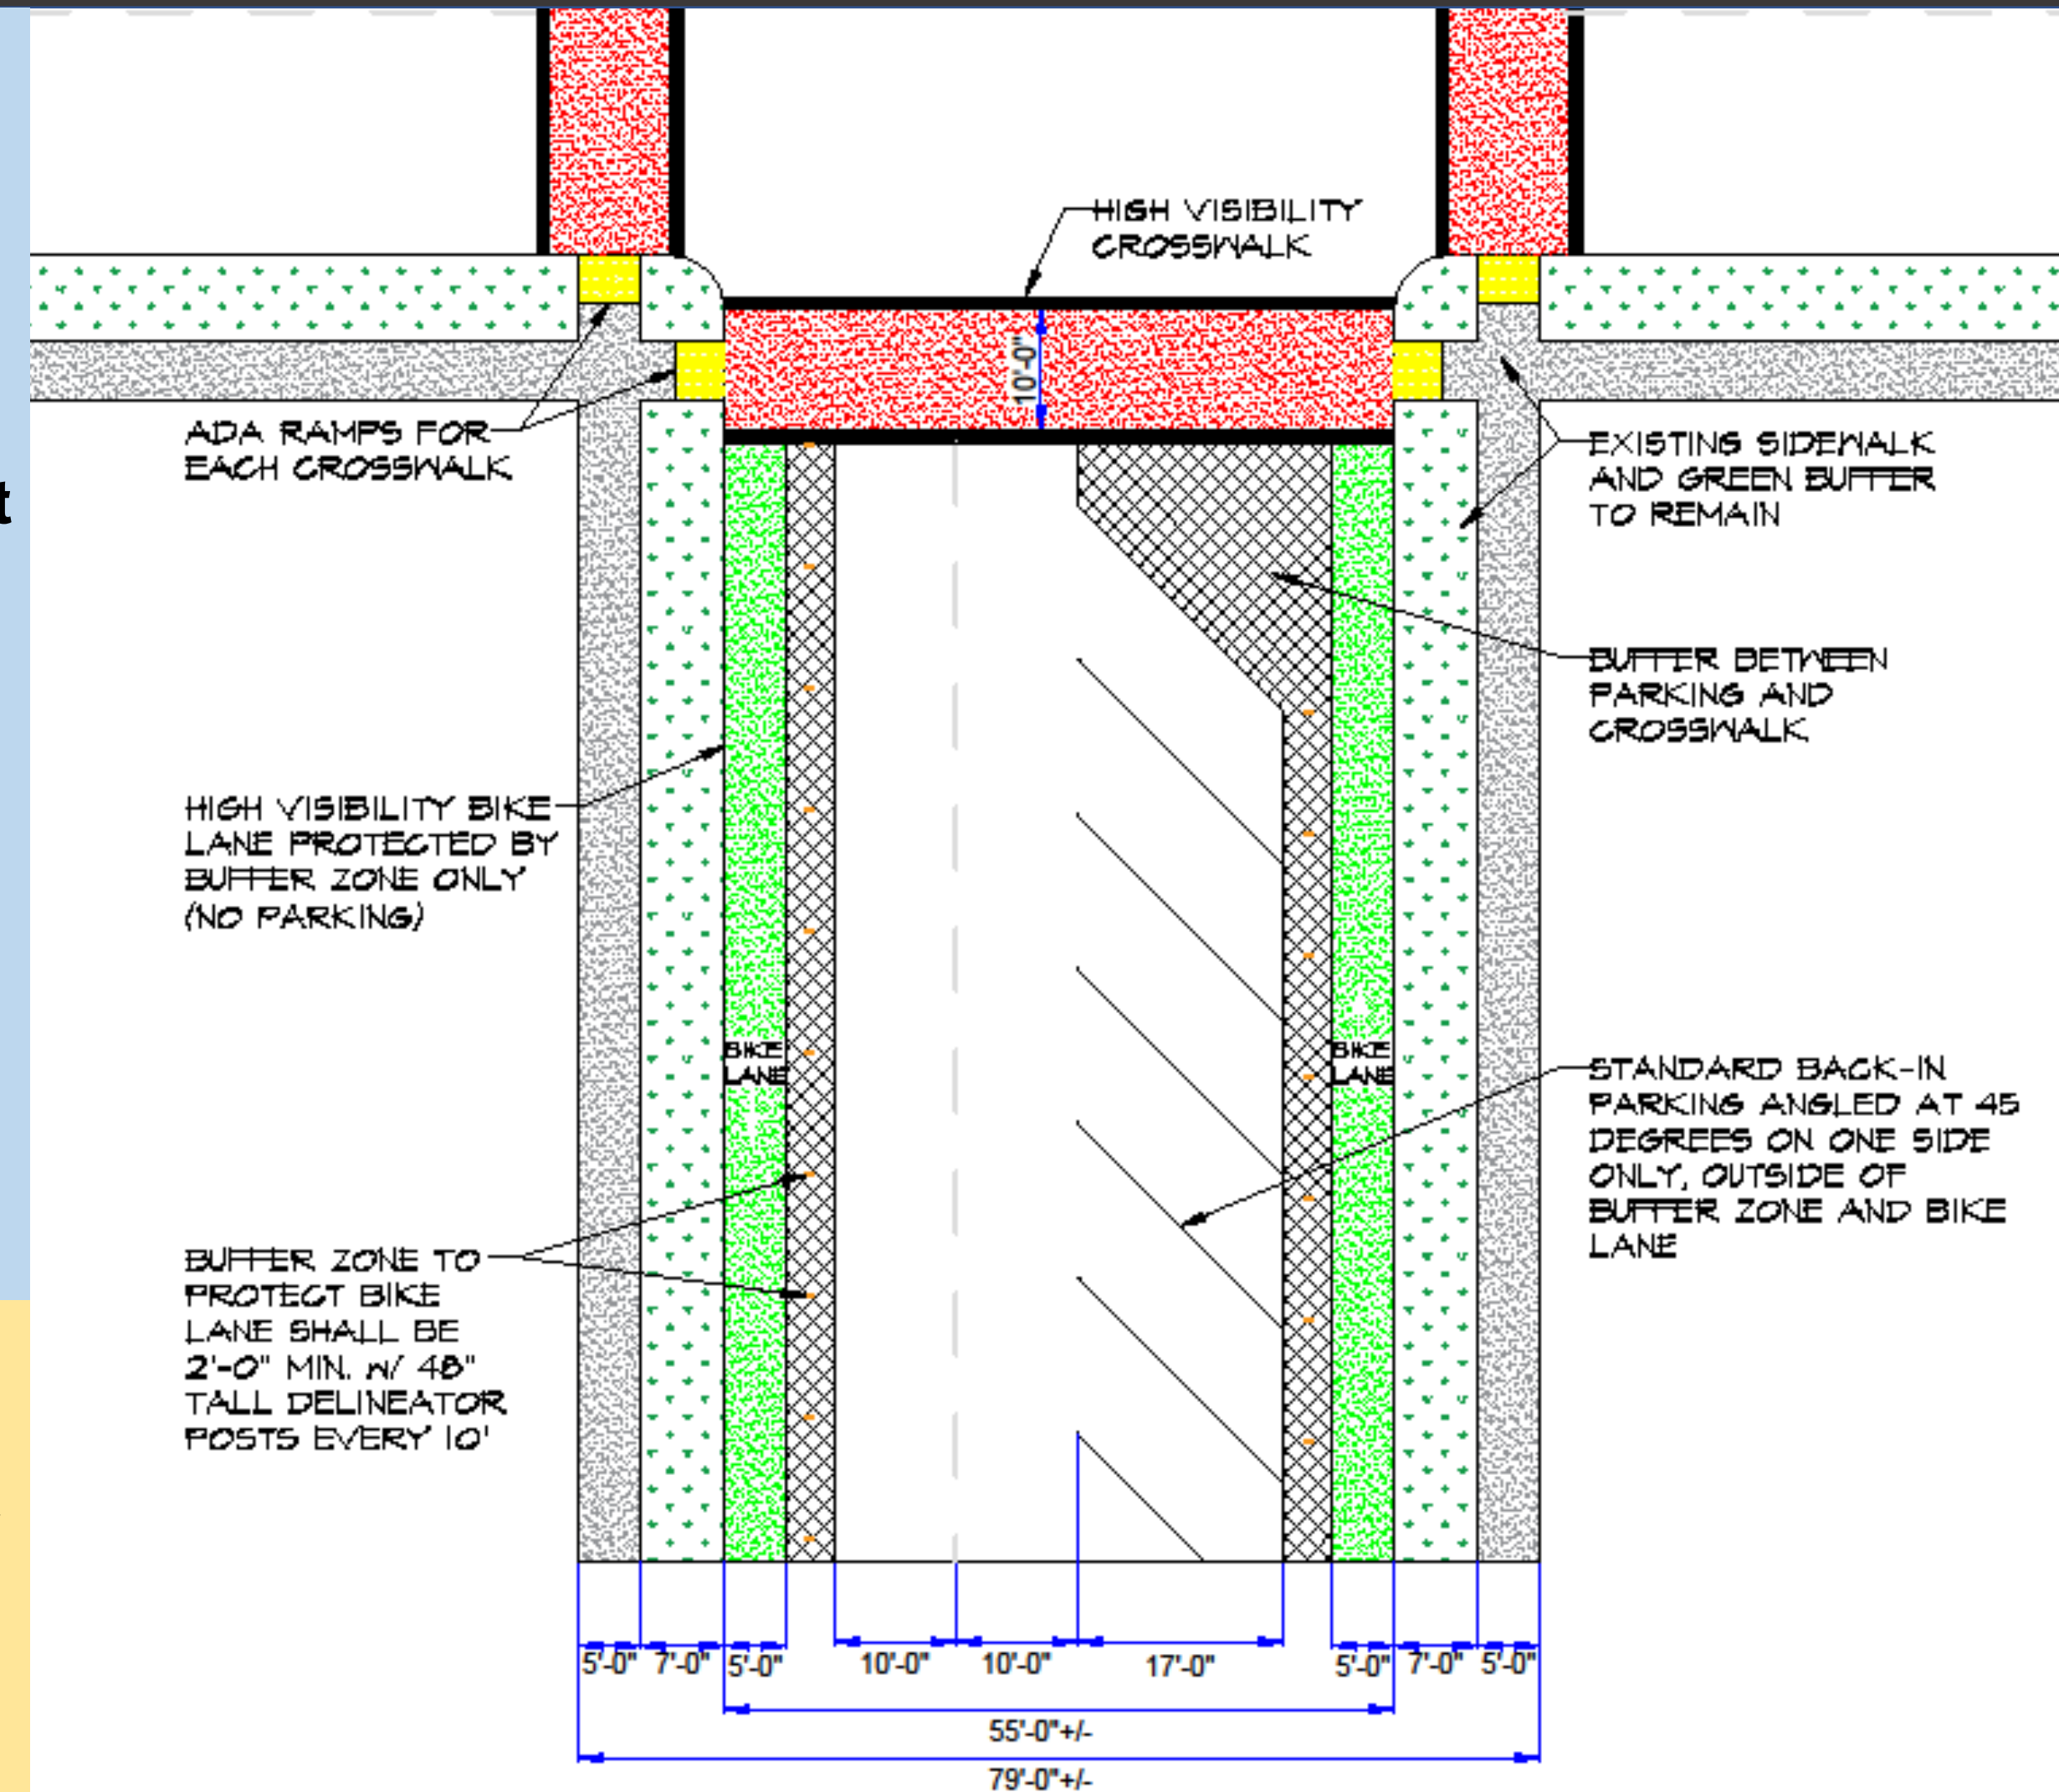 HIGH VISIBILITY
CROSSWALK
10'-0"
ADA RAMPS FOR
EACH CROSSWALK
t
EXISTING SIDEWALK
AND GREEN BUFFER
TO REMAIN
BUFFER BETWEEN
PARKING AND
CROSSWALK
HIGH VISIBILITY BIKE
LANE PROTECTED BY
BUFFER ZONE ONLY
(NO PARKING)
BIKE
LANE
BIKE
LANE
STANDARD BACK-IN
PARKING ANGLED AT 45
DEGREES ON ONE SIDE
ONLY, OUTSIDE OF
BUFFER ZONE AND BIKE
LANE
BUFFER ZONE TO
PROTECT BIKE
LANE SHALL BE
2'-0" MIN. W/ 48"
TALL DELINEATOR
POSTS EVERY 10'
5'-0" 7'-0" 5'-0" 10'-0" 10'-0" 17'-0" 5'-0" 7'-0" 5'-0"
55'-0"+/-
79'-0"+/-